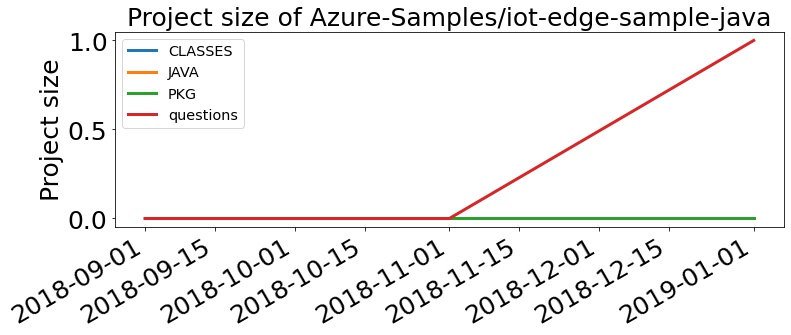 Project size of Azure-Samples/iot-edge-sample-java
Project size
1.0
0.5
0.0
CLASSES
JAVA
PKG
questions
2018-09-01
2018-09-15
2018-10-01
2018-10-15
2018-11-01
2018-11-15
2018-12-01
2018-12-15
2019-01-01